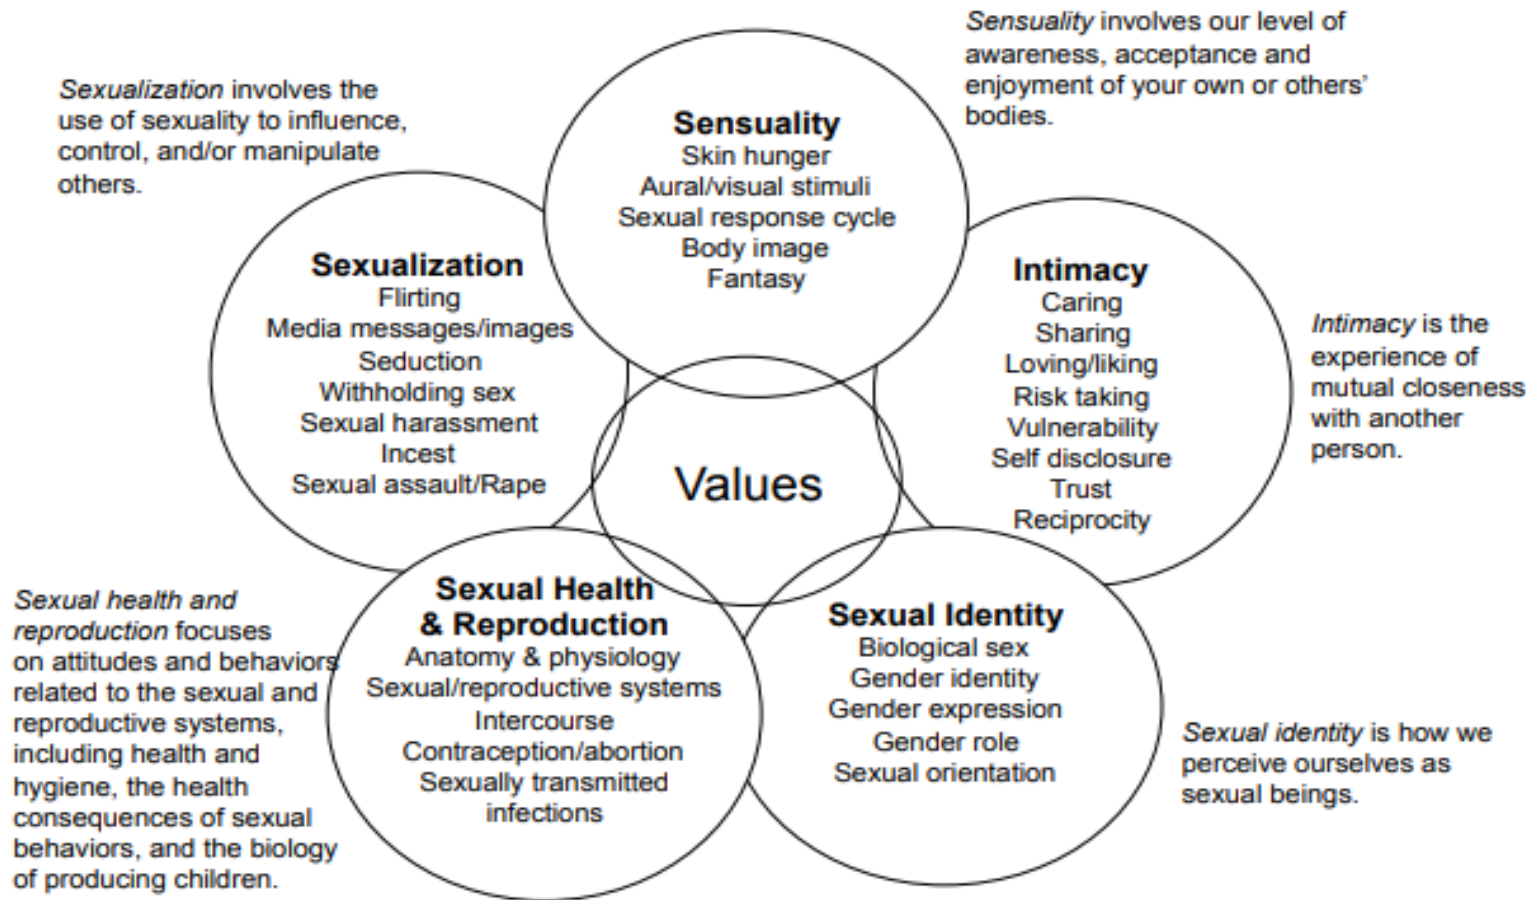 Sensuality involves our level of
awareness, acceptance and
enjoyment of your own or others'
bodies.
Sexualization involves the
use of sexuality to influence,
control, and/or manipulate
others.
Sensuality
Skin hunger
Aural/visual stimuli
Sexual response cycle
Body image
Fantasy
Sexualization
Flirting
Media messages/images
Seduction
Withholding sex
Sexual harassment
Incest
Sexual assault/Rape
Intimacy
Caring
Sharing
Loving/liking
Risk taking
Vulnerability
Self disclosure
Trust
Reciprocity
Intimacy is the
experience of
mutual closeness
with another
person.
Values
Sexual health and
reproduction focuses
on attitudes and behaviors
related to the sexual and
reproductive systems,
including health and
hygiene, the health
consequences of sexual
behaviors, and the biology
of producing children.
Sexual Health
& Reproduction
Anatomy & physiology
Sexual/reproductive systems
Intercourse
Contraception/abortion
Sexually transmitted
infections
Sexual Identity
Biological sex
Gender identity
Gender expression
Gender role
Sexual orientation
Sexual identity is how we
perceive ourselves as
sexual beings.